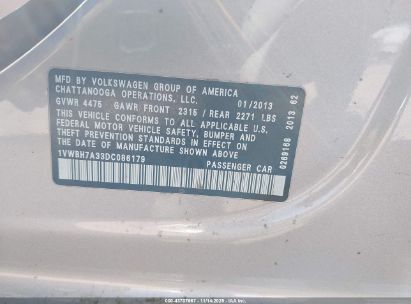 MFD BY VOLKSWAGEN GROUP OF AMERICA
CHATTANOOGA OPERATIONS, LLC. 01/2013
GVWR 4475 GAWR FRONT 2315 / REAR 2271 LBS
THIS VEHICLE CONFORMS TO ALL APPLICABLE U.S.A.
FEDERAL MOTOR VEHICLE SAFETY, BUMPER AND
THEFT PREVENTION STANDARDS IN EFFECT ON
THE DATE OF MANUFACTURE SHOWN ABOVE
1VWBH7A33DC086179 PASSENGER CAR
0269168 2013 62